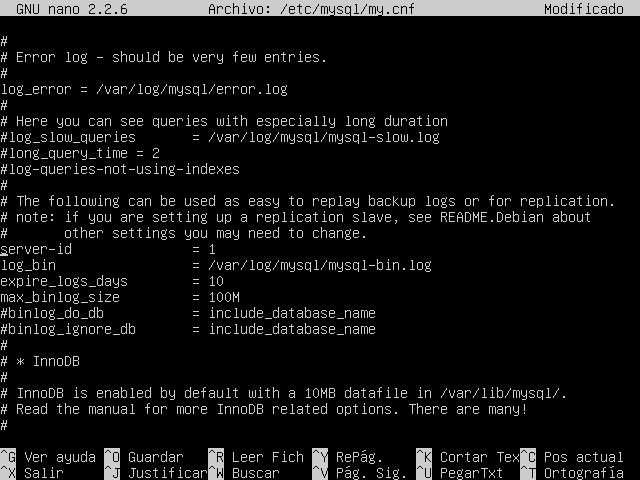 GNU nano 2.2.6 Archivo: /etc/mysql/my.cnf Modificado
#
# Error log - should be very few entries.
#
log_error = /var/log/mysql/error.log
#
# Here you can see queries with especially long duration
#log_slow_queries = /var/log/mysql/mysql-slow.log
#long_query_time = 2
#log-queries-not-using-indexes
#
# The following can be used as easy to replay backup logs or for replication.
# note: if you are setting up a replication slave, see README.Debian about
# other settings you may need to change.
server-id = 1
log_bin = /var/log/mysql/mysql-bin.log
expire_logs_days = 10
max_binlog_size = 100M
#binlog_do_db = include_database_name
#binlog_ignore_db = include_database_name
#
# * InnoDB
#
# InnoDB is enabled by default with a 10MB datafile in /var/lib/mysql/.
# Read the manual for more InnoDB related options. There are many!
#
^G Ver ayuda ^O Guardar ^R Leer Fich ^Y RePág. ^K Cortar Tex ^C Pos actual
^X Salir ^J Justificar ^W Buscar ^V Pág. Sig. ^U PegarTxt ^T Ortografía